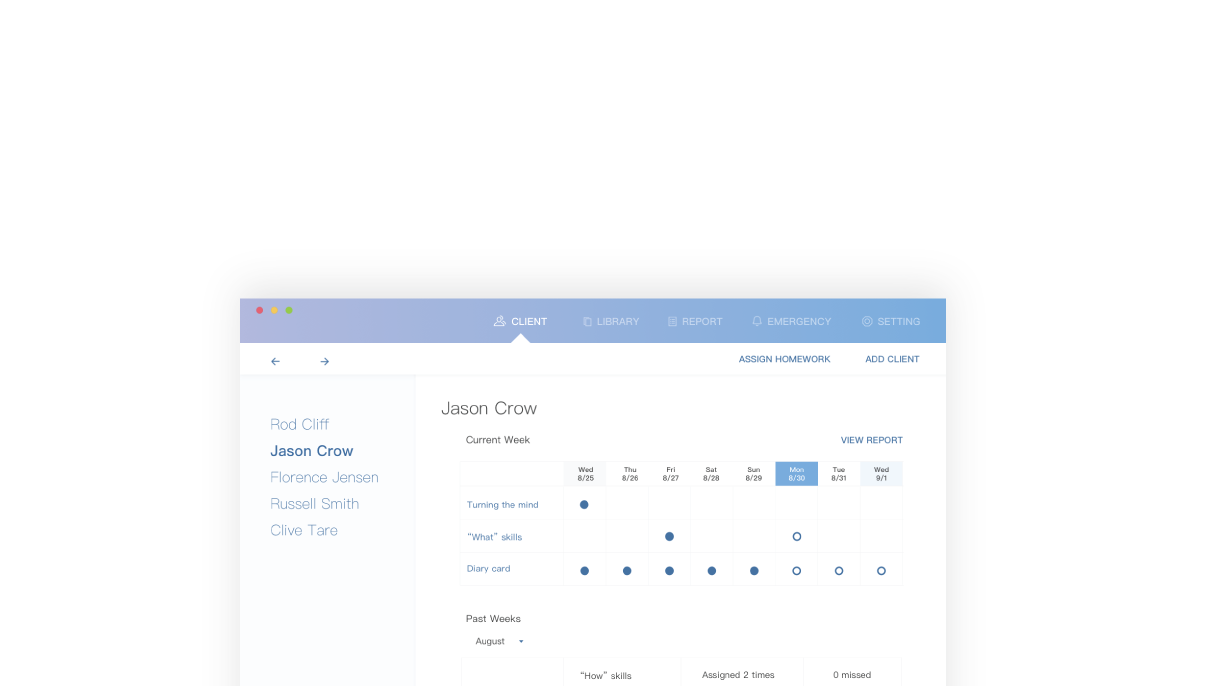 CLIENT LIBRARY REPORT EMERGENCY SETTING
ASSIGN HOMEWORK ADD CLIENT
Rod Cliff
Jason Crow
Florence Jensen
Russell Smith
Clive Tare
Jason Crow
Current Week VIEW REPORT
Wed Thu Fri Sat Sun Mon Tue Wed
8/25 8/26 8/27 8/28 8/29 8/30 8/31 9/1
Turning the mind
“What” skills
Diary card
Past Weeks
August
“How” skills Assigned 2 times 0 missed